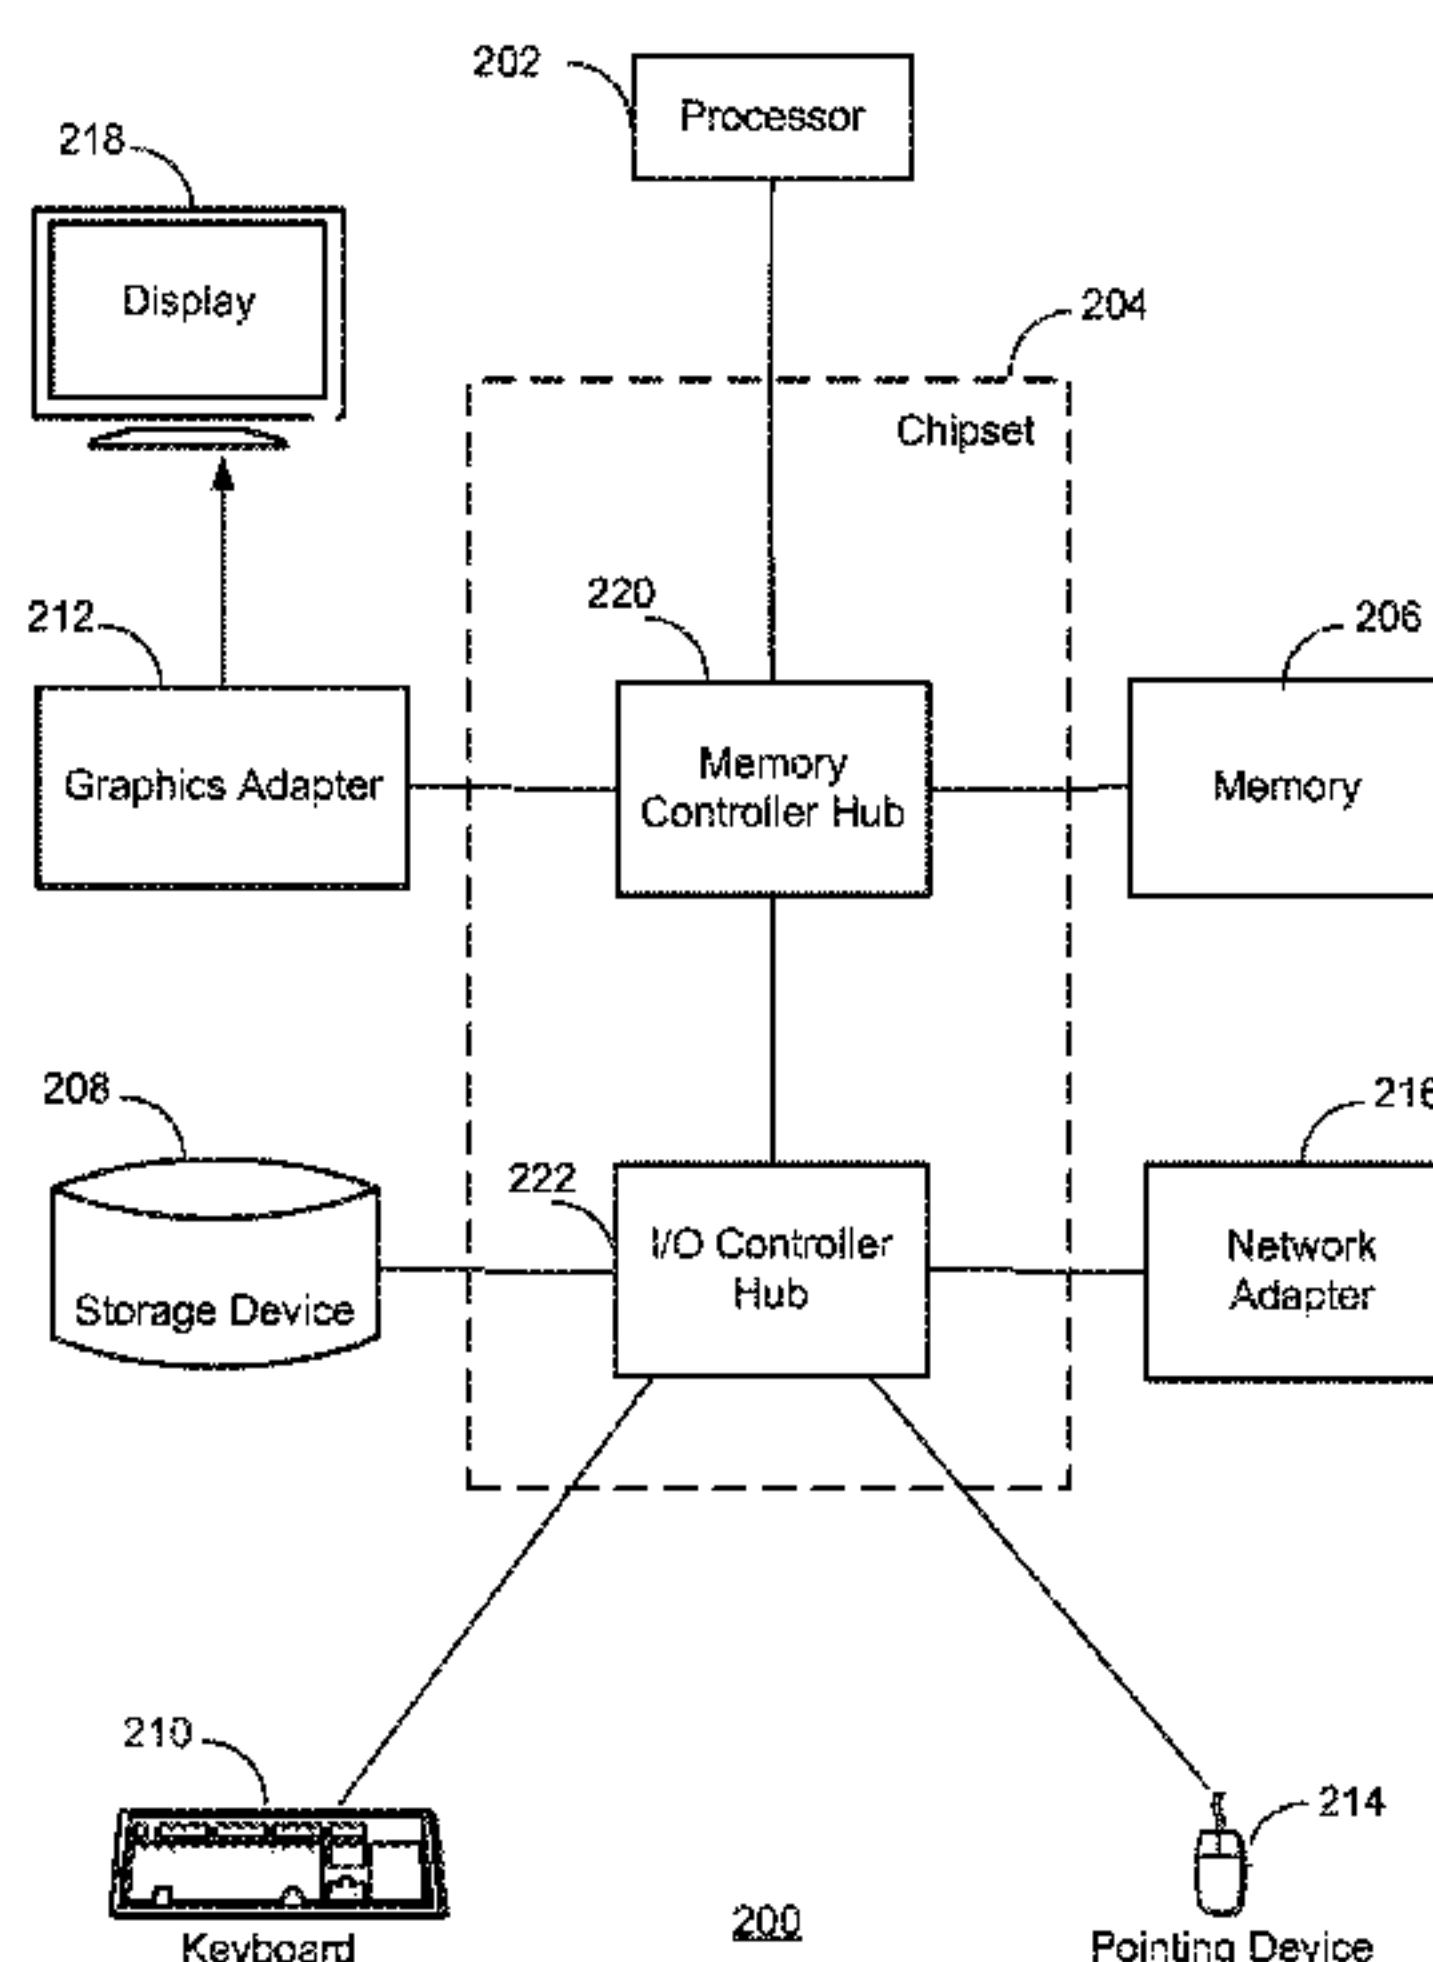 202
Processor
218
Display
204
Chipset
220
212
206
Graphics Adapter
Memory
Controller Hub
Memory
208
216
222
I/O Controller
Hub
Network
Adapter
Storage Device
210
214
200
Keyboard
Pointing Device